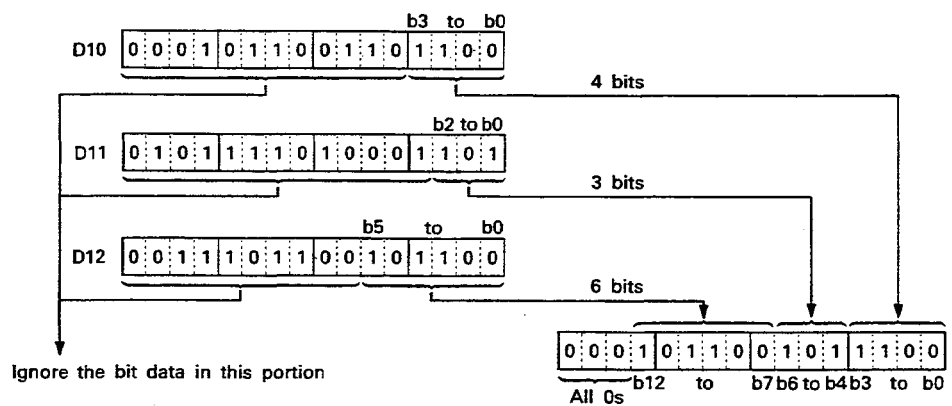 b3 to b0
D10 0 0 0 1 0 1 1 0 0 1 1 0 1 1 0 0
4 bits
b2 to b0
D11 0 1 0 1 1 1 1 0 1 0 0 0 1 1 0 1
3 bits
b5 to b0
D12 0 0 1 1 1 0 1 1 0 0 1 0 1 1 0 0
6 bits
0 0 0 1 0 1 1 0 0 1 0 1 1 1 0 0
Ignore the bit data in this portion
b12 to b7 b6 to b4 b3 to b0
All 0s